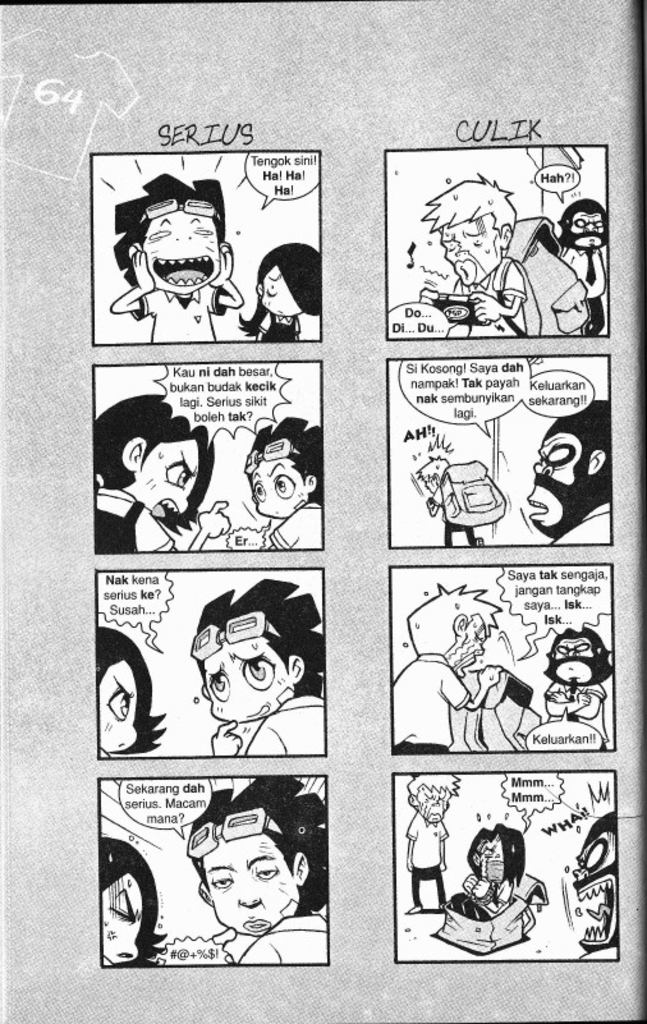 64
SERIUS
Tengok sini!
Ha! Ha! Ha!
Ha!
Kau ni dah besar,
bukan budak kecik
lagi. Serius sikit
boleh tak?
Er...
Nak kena
serius ke?
Susah...
Sekarang dah
serius. Macam
mana?
#@+%$!
CULIK
Hah?!
Do...
Di... Du...
Si Kosong! Saya dah
nampak! Tak payah
nak sembunyikan
lagi.
Keluarkan
sekarang!!
AH!!
Saya tak sengaja,
jangan tangkap
saya... Isk...
Isk...
Keluarkan!!
Mmm...
Mmm...
WHA!!